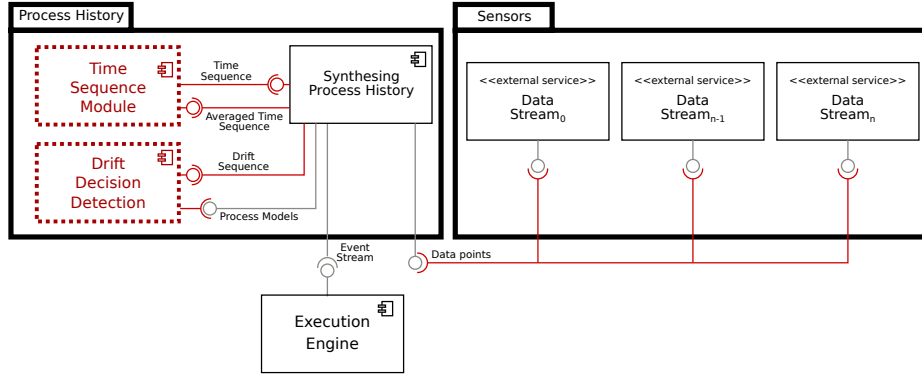 Process History
Sensors
Time
Sequence
Module
Time
Sequence
Averaged Time
Sequence
Synthesing
Process History
Drift
Decision
Detection
Drift
Sequence
Process Models
<<external service>>
Data
Stream0
<<external service>>
Data
Streamn-1
<<external service>>
Data
Streamn
Event
Stream
Data points
Execution
Engine